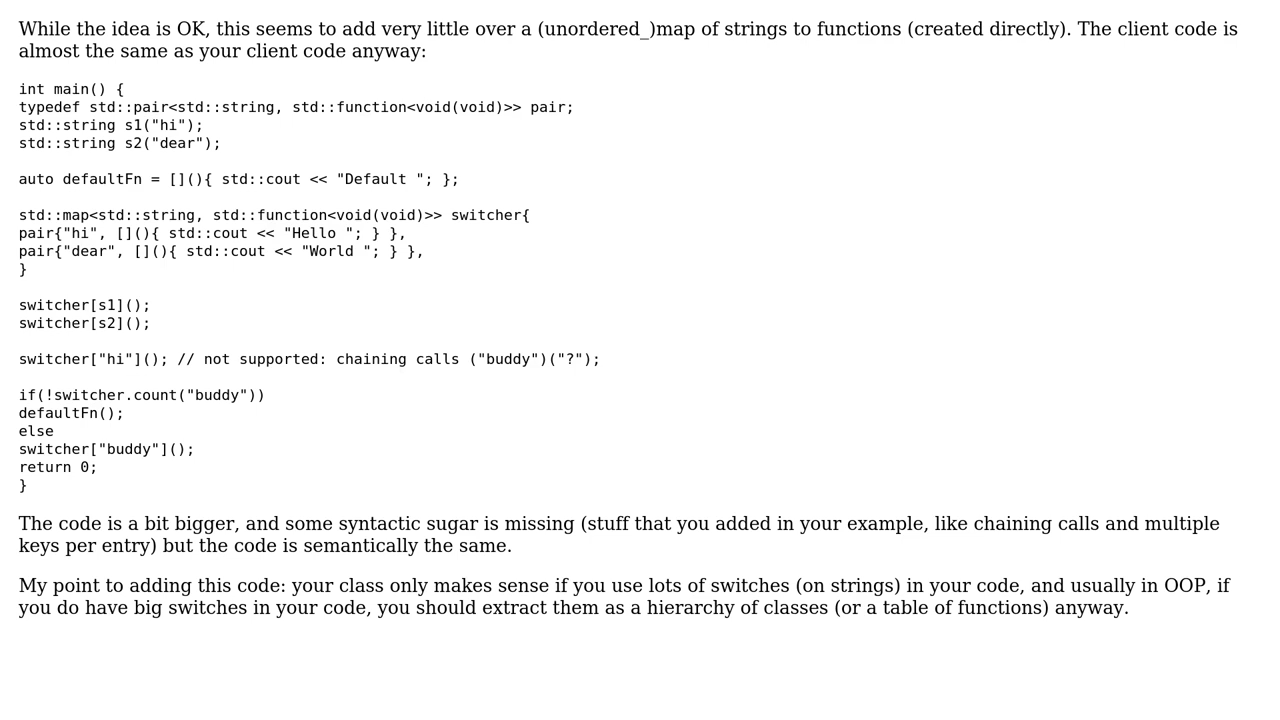 While the idea is OK, this seems to add very little over a (unordered_)map of strings to functions (created directly). The client code is
almost the same as your client code anyway:
int main() {
typedef std::pair<std::string, std::function<void(void)>> pair;
std::string s1("hi");
std::string s2("dear");
auto defaultFn = [](){ std::cout << "Default "; };
std::map<std::string, std::function<void(void)>> switcher{
pair{"hi", [](){ std::cout << "Hello "; } },
pair{"dear", [](){ std::cout << "World "; } },
}
switcher[s1]();
switcher[s2]();
switcher["hi"](); // not supported: chaining calls ("buddy")("?");
if(!switcher.count("buddy"))
defaultFn();
else
switcher["buddy"]();
return 0;
}
The code is a bit bigger, and some syntactic sugar is missing (stuff that you added in your example, like chaining calls and multiple
keys per entry) but the code is semantically the same.
My point to adding this code: your class only makes sense if you use lots of switches (on strings) in your code, and usually in OOP, if
you do have big switches in your code, you should extract them as a hierarchy of classes (or a table of functions) anyway.